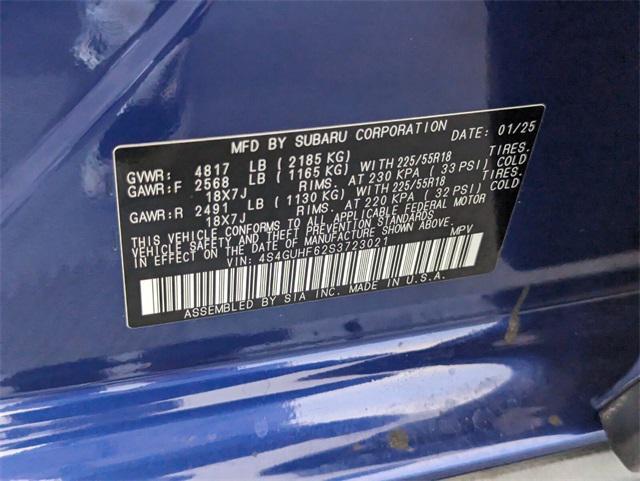 MFD BY SUBARU CORPORATION DATE: 01/25
GVWR: 4817 LB (2185 KG)
GAWR:F 2568 LB (1165 KG) WITH 225/55R18 TIRES.
18X7J RIMS. AT 230 KPA ( 33 PSI) COLD
GAWR:R 2491 LB (1130 KG) WITH 225/55R18 TIRES.
18X7J RIMS. AT 220 KPA ( 32 PSI) COLD
THIS VEHICLE CONFORMS TO ALL APPLICABLE FEDERAL MOTOR
VEHICLE SAFETY AND THEFT PREVENTION STANDARDS
IN EFFECT ON THE DATE OF MANUFACTURE SHOWN ABOVE.
VIN: 4S4GUHF62S3723021 MPV
ASSEMBLED BY SIA INC. MADE IN U.S.A.